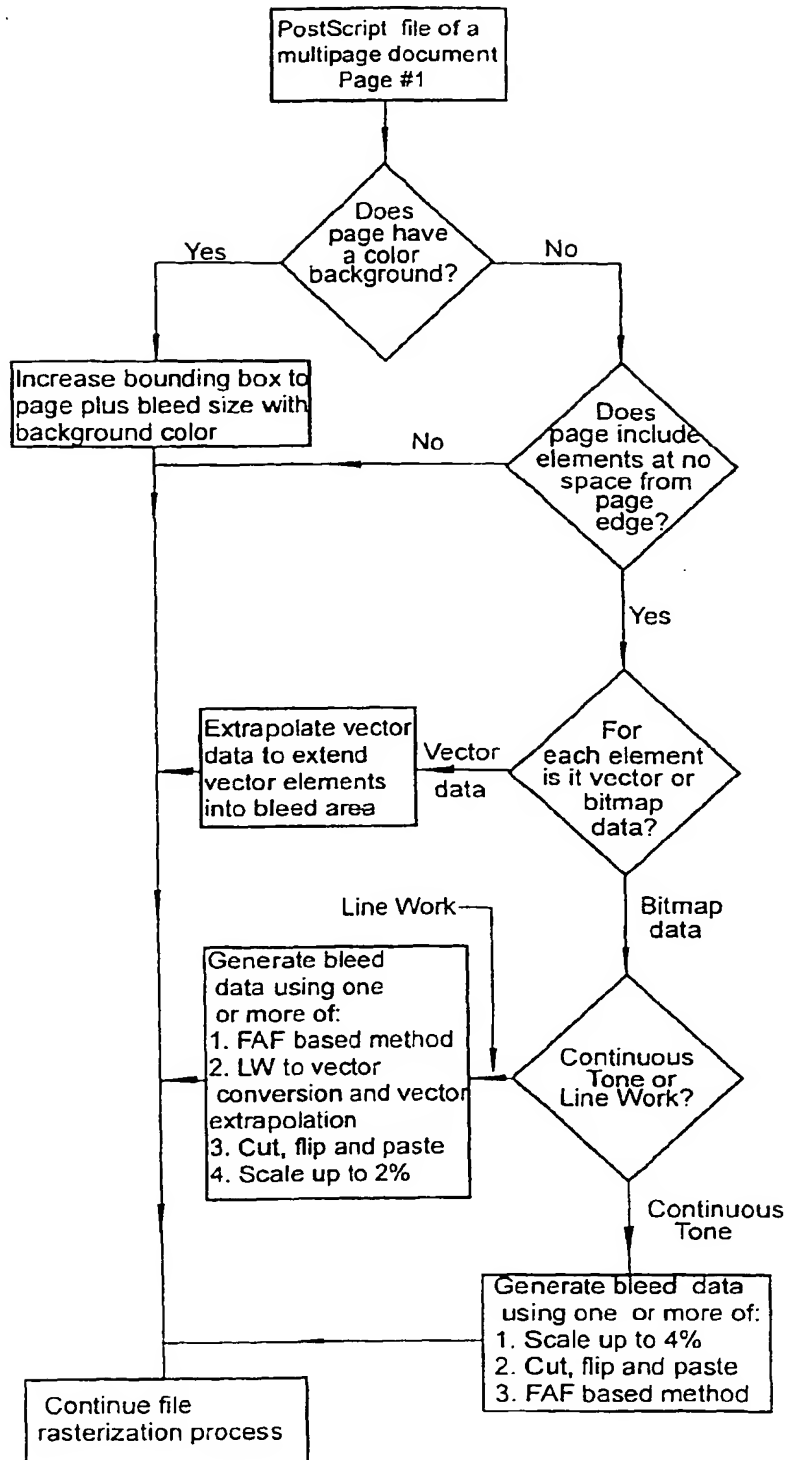 PostScript file of a
multipage document
Page #1
Does
page have
a color
background?
Yes
No
Increase bounding box to
page plus bleed size with
background color
Does
page include
elements at no
space from
page
edge?
No
Yes
Extrapolate vector
data to extend
vector elements
into bleed area
Vector
data
For
each element
is it vector or
bitmap
data?
Line Work
Bitmap
data
Generate bleed
data using one
or more of:
1. FAF based method
2. LW to vector
conversion and vector
extrapolation
3. Cut, flip and paste
4. Scale up to 2%
Continuous
Tone or
Line Work?
Continuous
Tone
Generate bleed data
using one or more of:
1. Scale up to 4%
2. Cut, flip and paste
3. FAF based method
Continue file
rasterization process